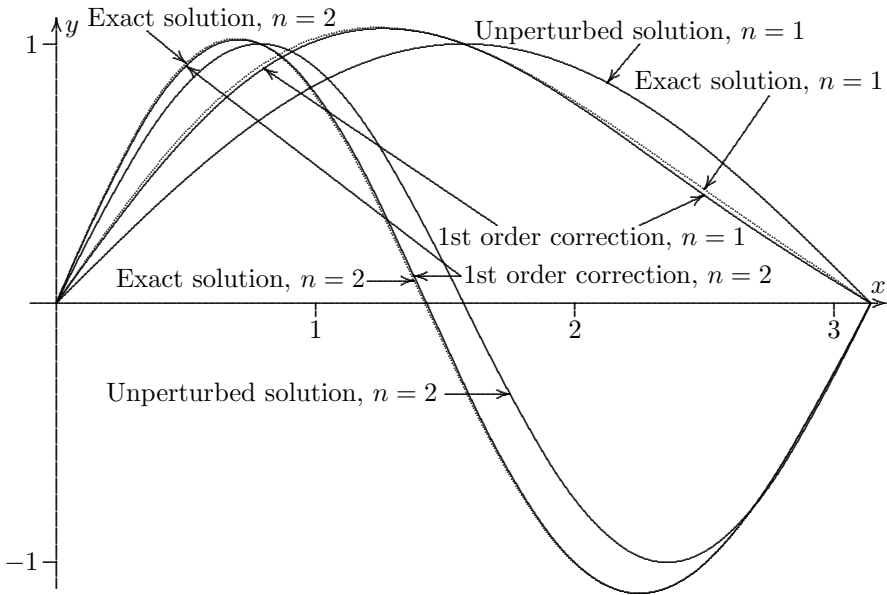 Exact solution, n = 2
y
1
Unperturbed solution, n = 1
Exact solution, n = 1
1st order correction, n = 1
Exact solution, n = 2
1st order correction, n = 2
x
1
2
3
Unperturbed solution, n = 2
−1